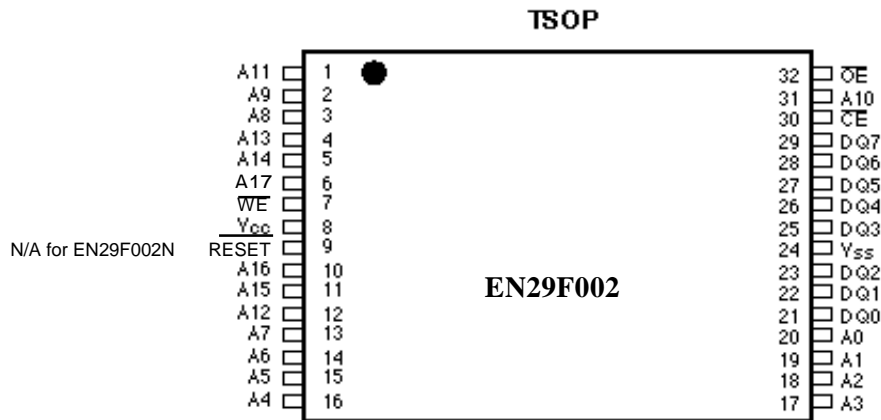 TSOP
A11 1 32 OE
A9 2 31 A10
A8 3 30 CE
A13 4 29 DQ7
A14 5 28 DQ6
A17 6 27 DQ5
WE 7 26 DQ4
Vcc 8 25 DQ3
N/A for EN29F002N RESET 9 24 Vss
A16 10 23 DQ2
A15 11 EN29F002 22 DQ1
A12 12 21 DQ0
A7 13 20 A0
A6 14 19 A1
A5 15 18 A2
A4 16 17 A3